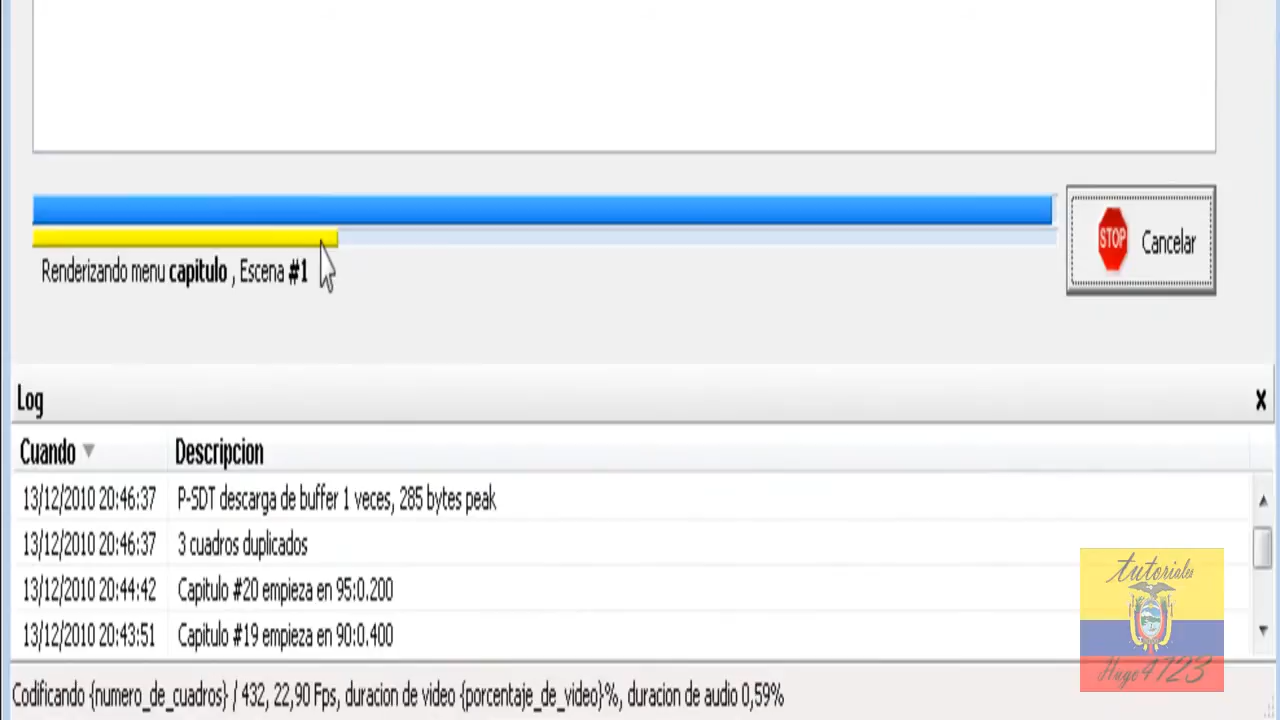 Renderizando menu capitulo , Escena #1
STOP Cancelar
Log x
Cuando Descripcion
13/12/2010 20:46:37 P-SDT descarga de buffer 1 veces, 285 bytes peak
13/12/2010 20:46:37 3 cuadros duplicados
13/12/2010 20:44:42 Capitulo #20 empieza en 95:0.200
13/12/2010 20:43:51 Capitulo #19 empieza en 90:0.400
tutoriales
Hugo4123
Codificando {numero_de_cuadros} / 432, 22,90 Fps, duracion de video {porcentaje_de_video}%, duracion de audio 0,59%